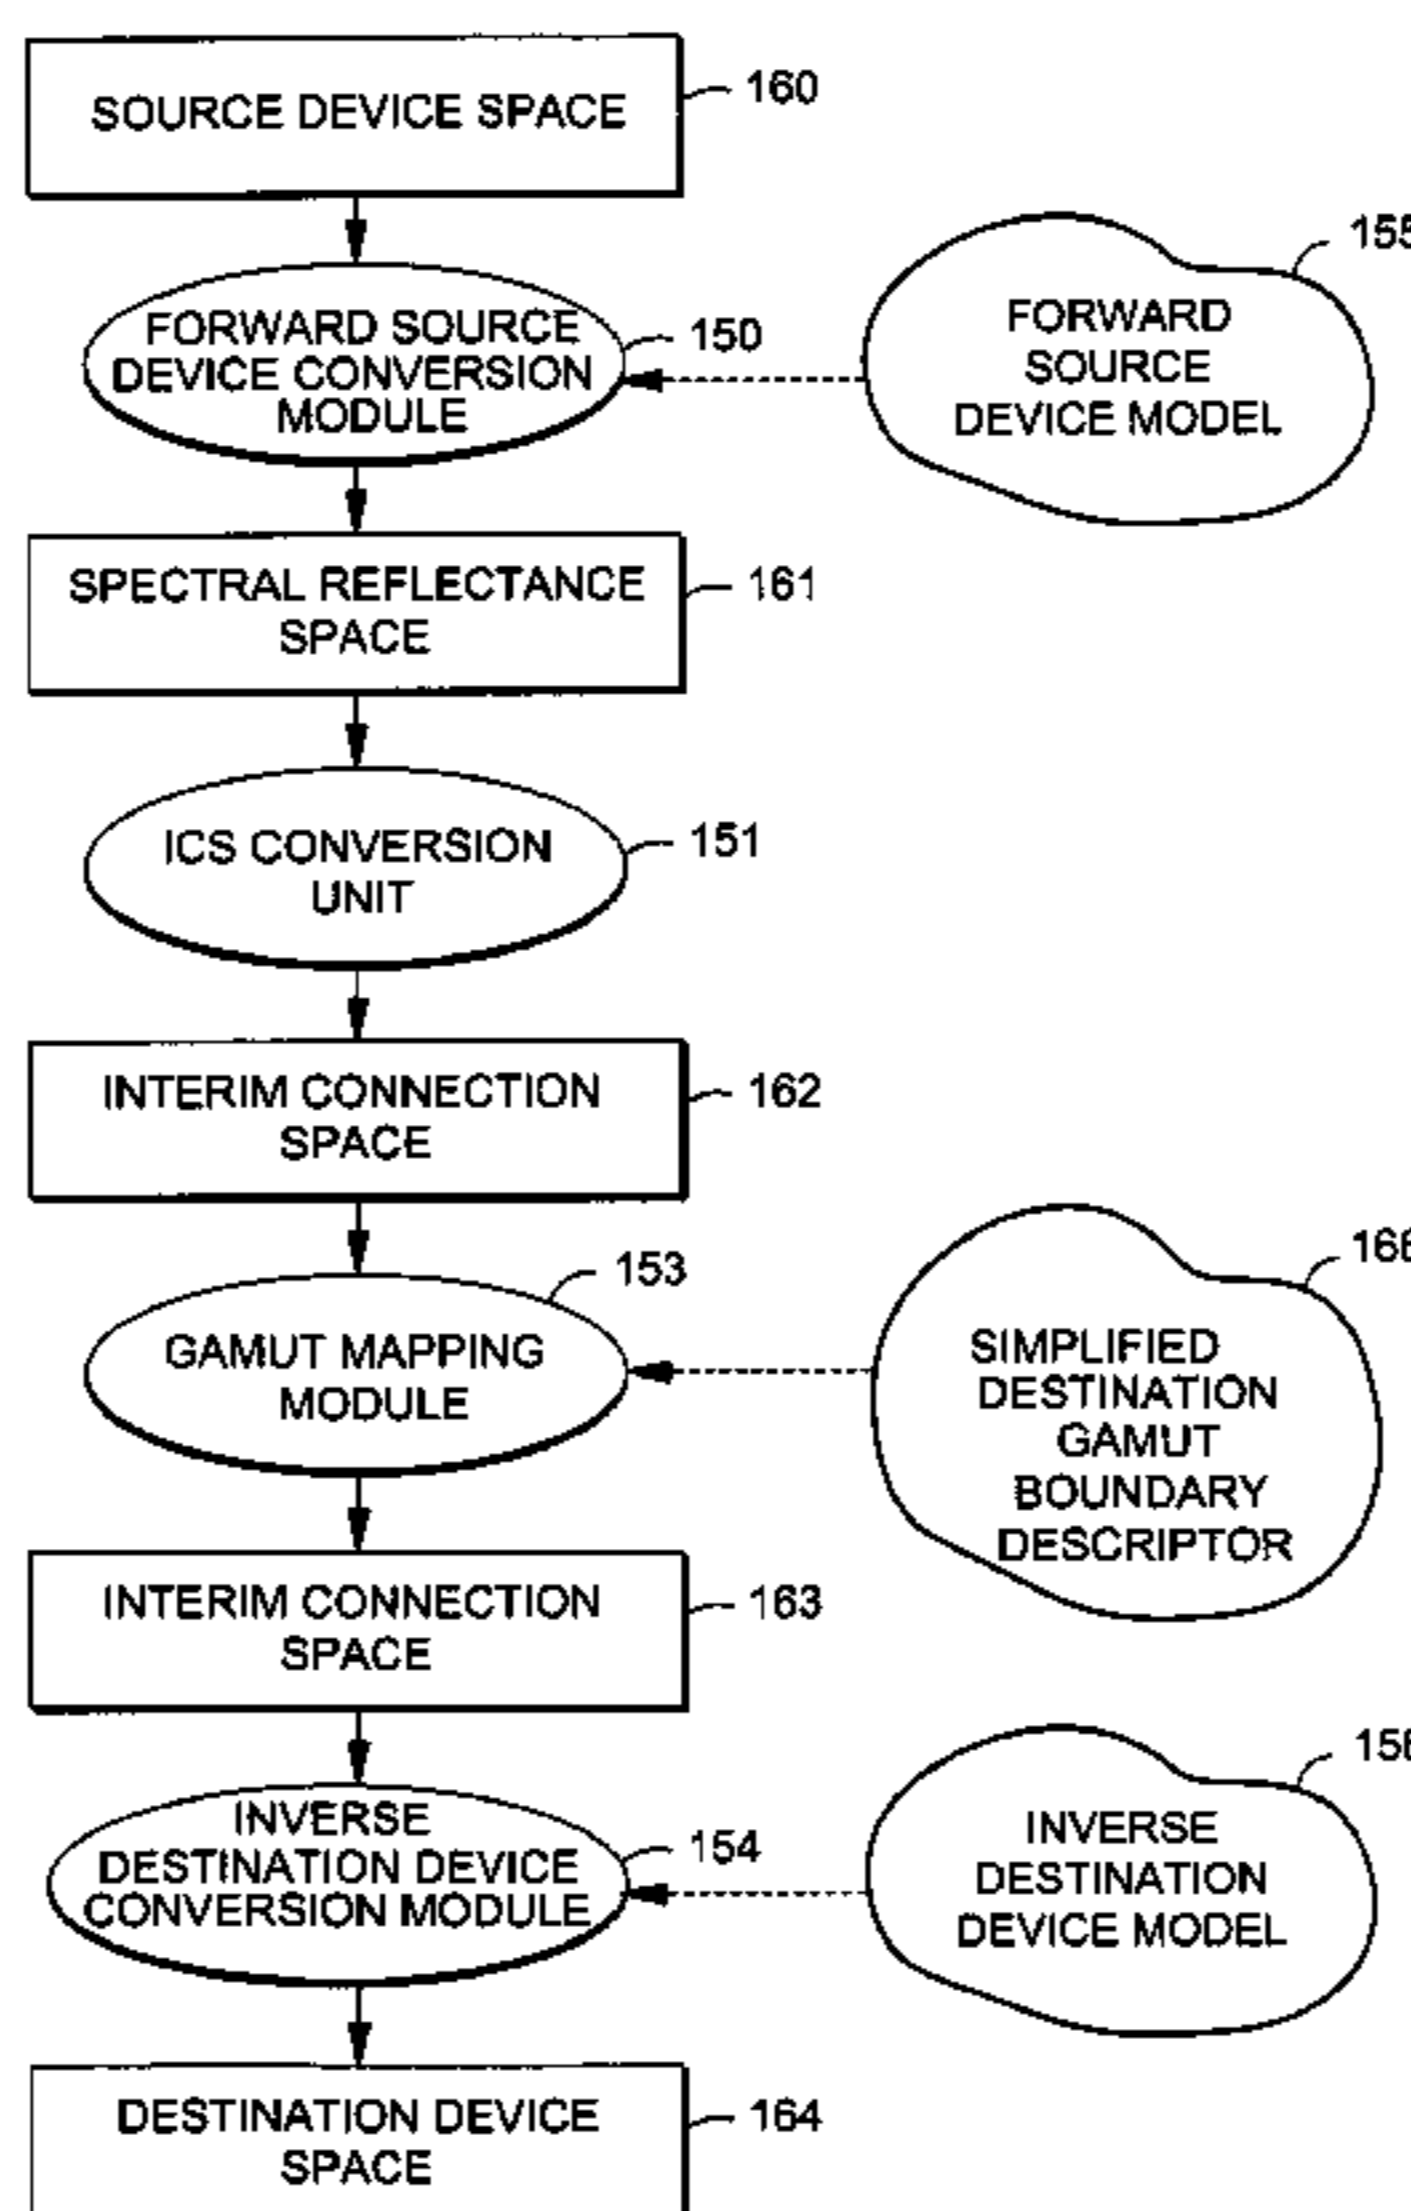 SOURCE DEVICE SPACE
160
FORWARD SOURCE
DEVICE CONVERSION
MODULE
150
FORWARD
SOURCE
DEVICE MODEL
155
SPECTRAL REFLECTANCE
SPACE
161
ICS CONVERSION
UNIT
151
INTERIM CONNECTION
SPACE
162
GAMUT MAPPING
MODULE
153
SIMPLIFIED
DESTINATION
GAMUT
BOUNDARY
DESCRIPTOR
INTERIM CONNECTION
SPACE
163
INVERSE
DESTINATION DEVICE
CONVERSION MODULE
154
INVERSE
DESTINATION
DEVICE MODEL
DESTINATION DEVICE
SPACE
164